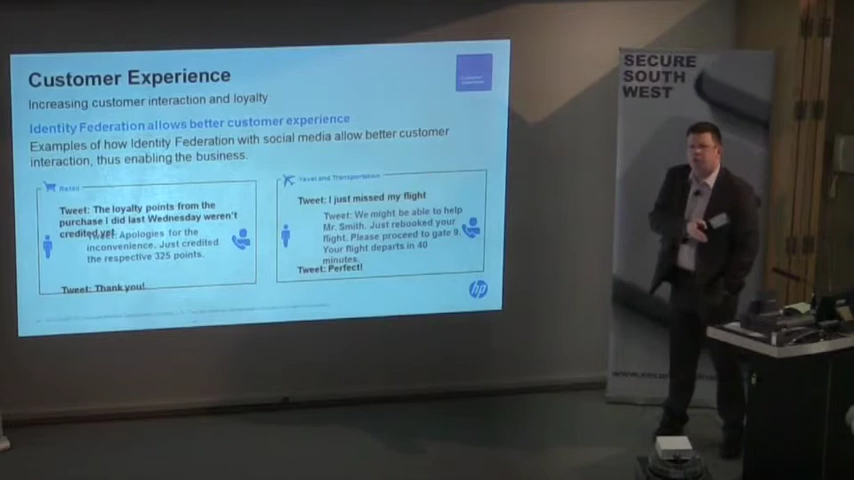 Customer Experience
Increasing customer interaction and loyalty
Identity Federation allows better customer experience
Examples of how Identity Federation with social media allow better customer
interaction, thus enabling the business.
Retail
Tweet: The loyalty points from the
purchase I did last Wednesday weren't
credited yet
Tweet: Apologies for the
inconvenience. Just credited
the respective 325 points.
Tweet: Thank you!
Travel and Transportation
Tweet: I just missed my flight
Tweet: We might be able to help
Mr. Smith. Just rebooked your
flight. Please proceed to gate 9.
Your flight departs in 40
minutes.
Tweet: Perfect!
hp
SECURE
SOUTH
WEST